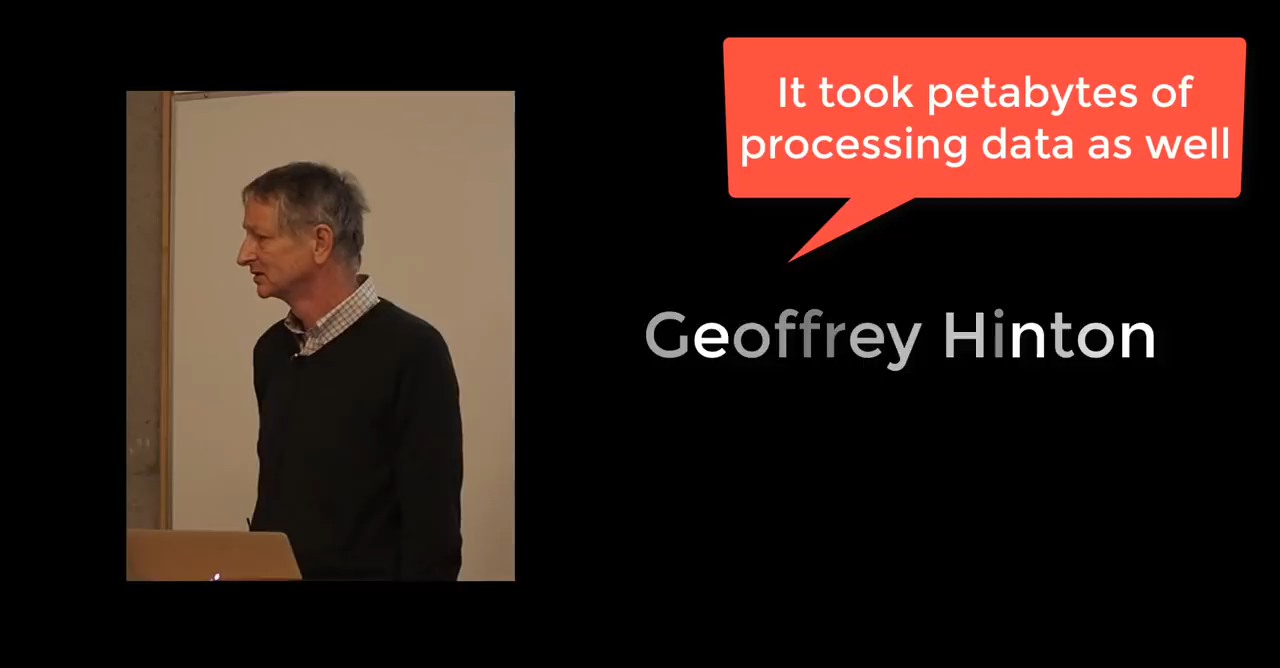 It took petabytes of
processing data as well
Geoffrey Hinton